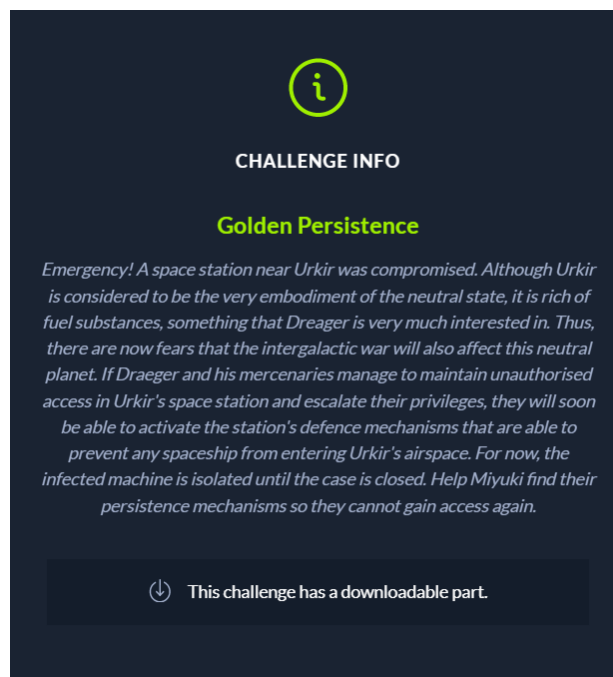 CHALLENGE INFO
Golden Persistence
Emergency! A space station near Urkir was compromised. Although Urkir
is considered to be the very embodiment of the neutral state, it is rich of
fuel substances, something that Dreager is very much interested in. Thus,
there are now fears that the intergalactic war will also affect this neutral
planet. If Draeger and his mercenaries manage to maintain unauthorised
access in Urkir's space station and escalate their privileges, they will soon
be able to activate the station's defence mechanisms that are able to
prevent any spaceship from entering Urkir's airspace. For now, the
infected machine is isolated until the case is closed. Help Miyuki find their
persistence mechanisms so they cannot gain access again.
This challenge has a downloadable part.